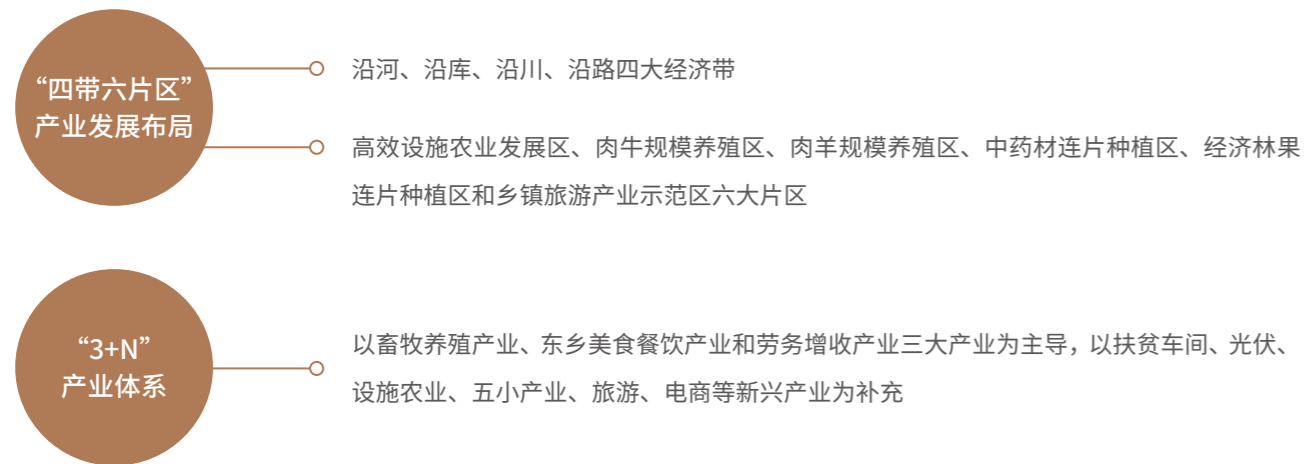 “四带六片区”
产业发展布局
沿河、沿库、沿川、沿路四大经济带
高效设施农业发展区、肉牛规模养殖区、肉羊规模养殖区、中药材连片种植区、经济林果
连片种植区和乡镇旅游产业示范区六大片区
“3+N”
产业体系
以畜牧养殖产业、东乡美食餐饮产业和劳务增收产业三大产业为主导，以扶贫车间、光伏、
设施农业、五小产业、旅游、电商等新兴产业为补充